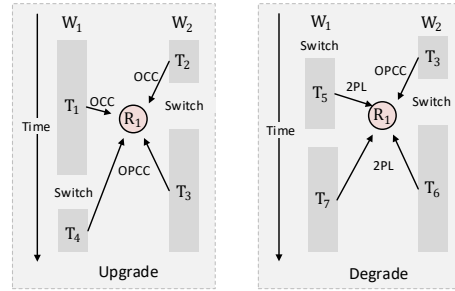 W1
W2
T2
OCC
Switch
T1
OCC
R1
Time
OPCC
T3
Switch
T4
Upgrade
W1
W2
Switch
T3
OPCC
T5
2PL
Switch
R1
Time
2PL
T6
T7
Degrade